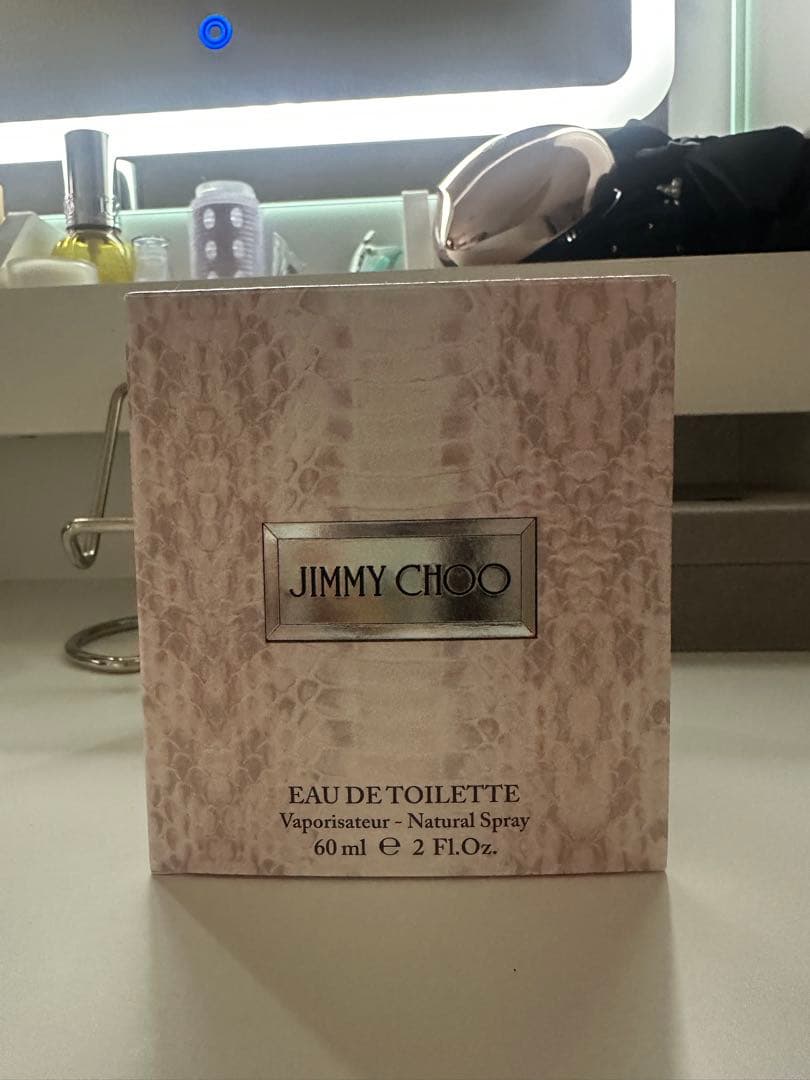 JIMMY CHOO
EAU DE TOILETTE
Vaporisateur - Natural Spray
60 ml ℮ 2 Fl.Oz.